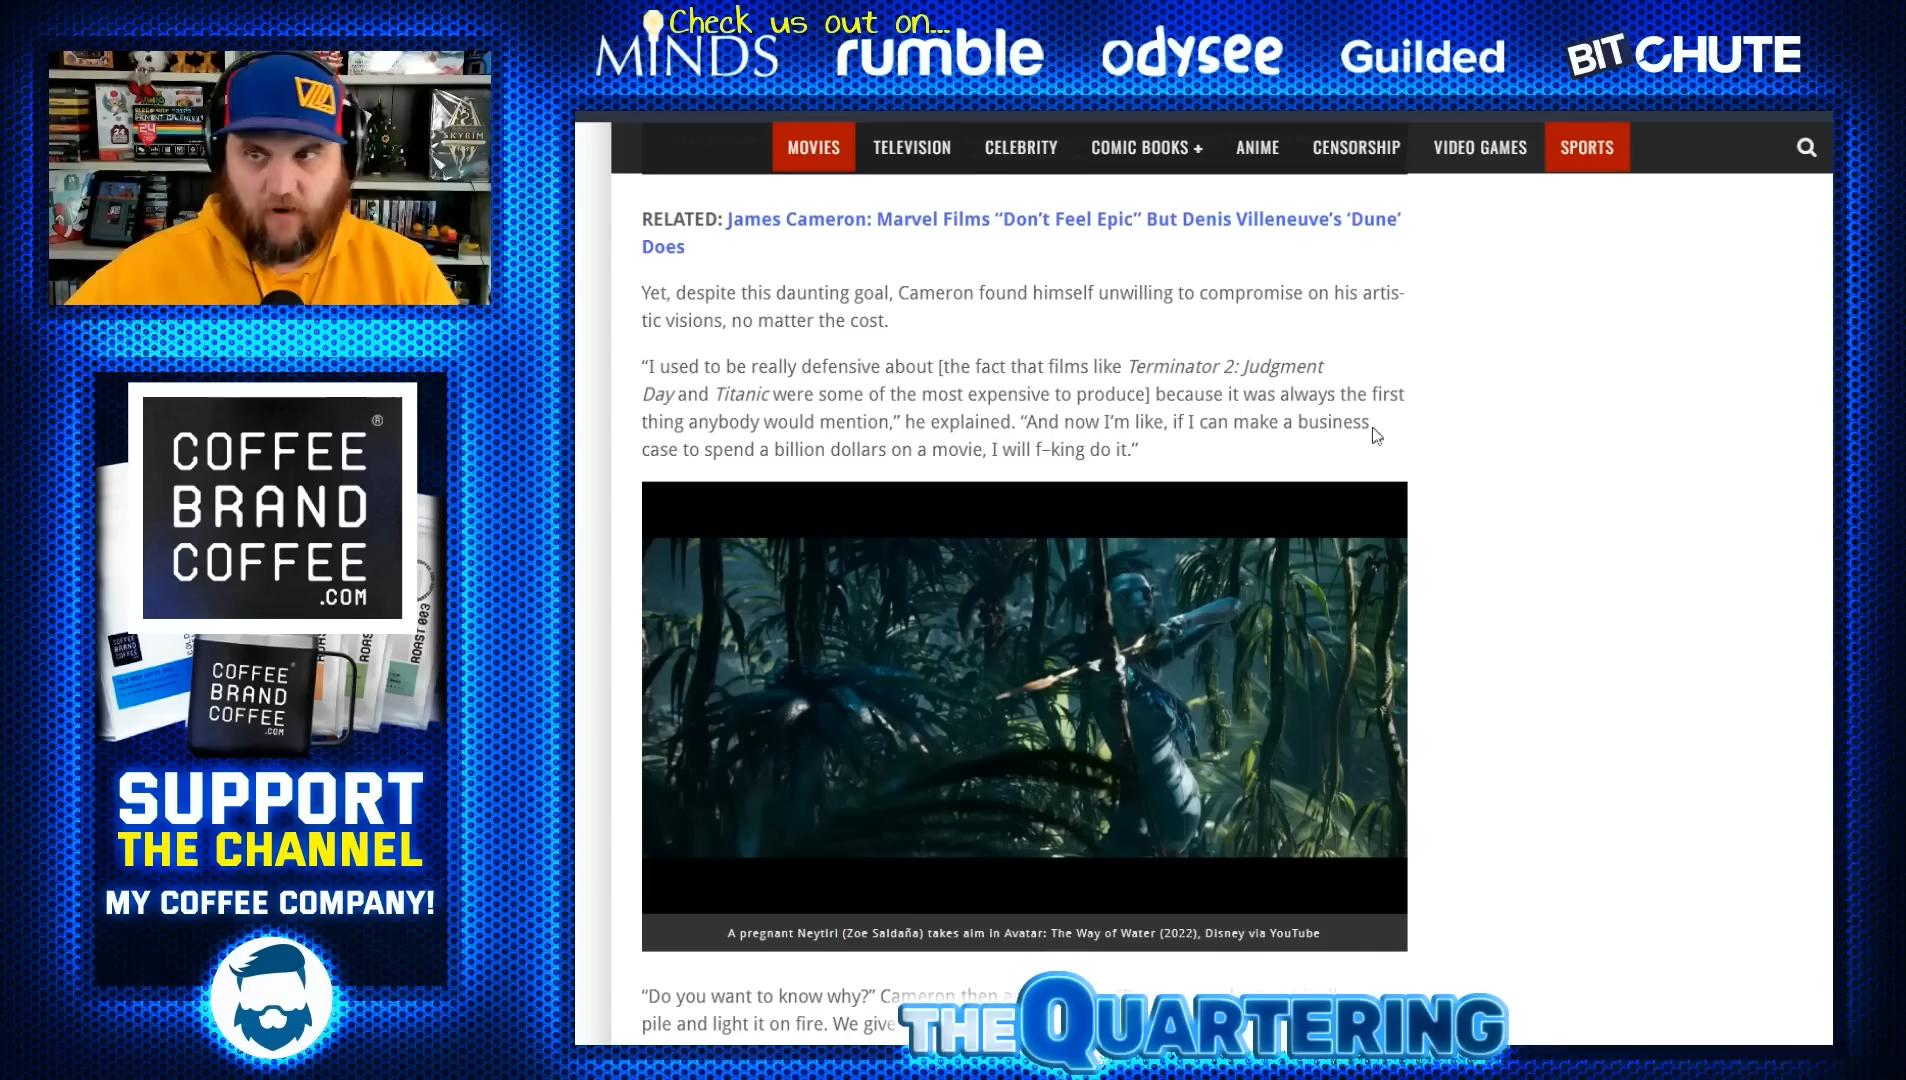 Check us out on...
MINDS rumble odysee Guilded BITCHUTE
MOVIES TELEVISION CELEBRITY COMIC BOOKS + ANIME CENSORSHIP VIDEO GAMES SPORTS
RELATED: James Cameron: Marvel Films “Don’t Feel Epic” But Denis Villeneuve’s ‘Dune’
Does
Yet, despite this daunting goal, Cameron found himself unwilling to compromise on his artis-
tic visions, no matter the cost.
“I used to be really defensive about [the fact that films like Terminator 2: Judgment
Day and Titanic were some of the most expensive to produce] because it was always the first
thing anybody would mention,” he explained. “And now I’m like, if I can make a business
case to spend a billion dollars on a movie, I will f–king do it.”
A pregnant Neytiri (Zoe Saldaña) takes aim in Avatar: The Way of Water (2022), Disney via YouTube
“Do you want to know why?” Cameron then
pile and light it on fire. We give
THE QUARTERING
SKYRIM
24
COFFEE ®
BRAND
COFFEE
.COM
ROAST 003
COFFEE
BRAND
COFFEE
.COM
SUPPORT
THE CHANNEL
MY COFFEE COMPANY!